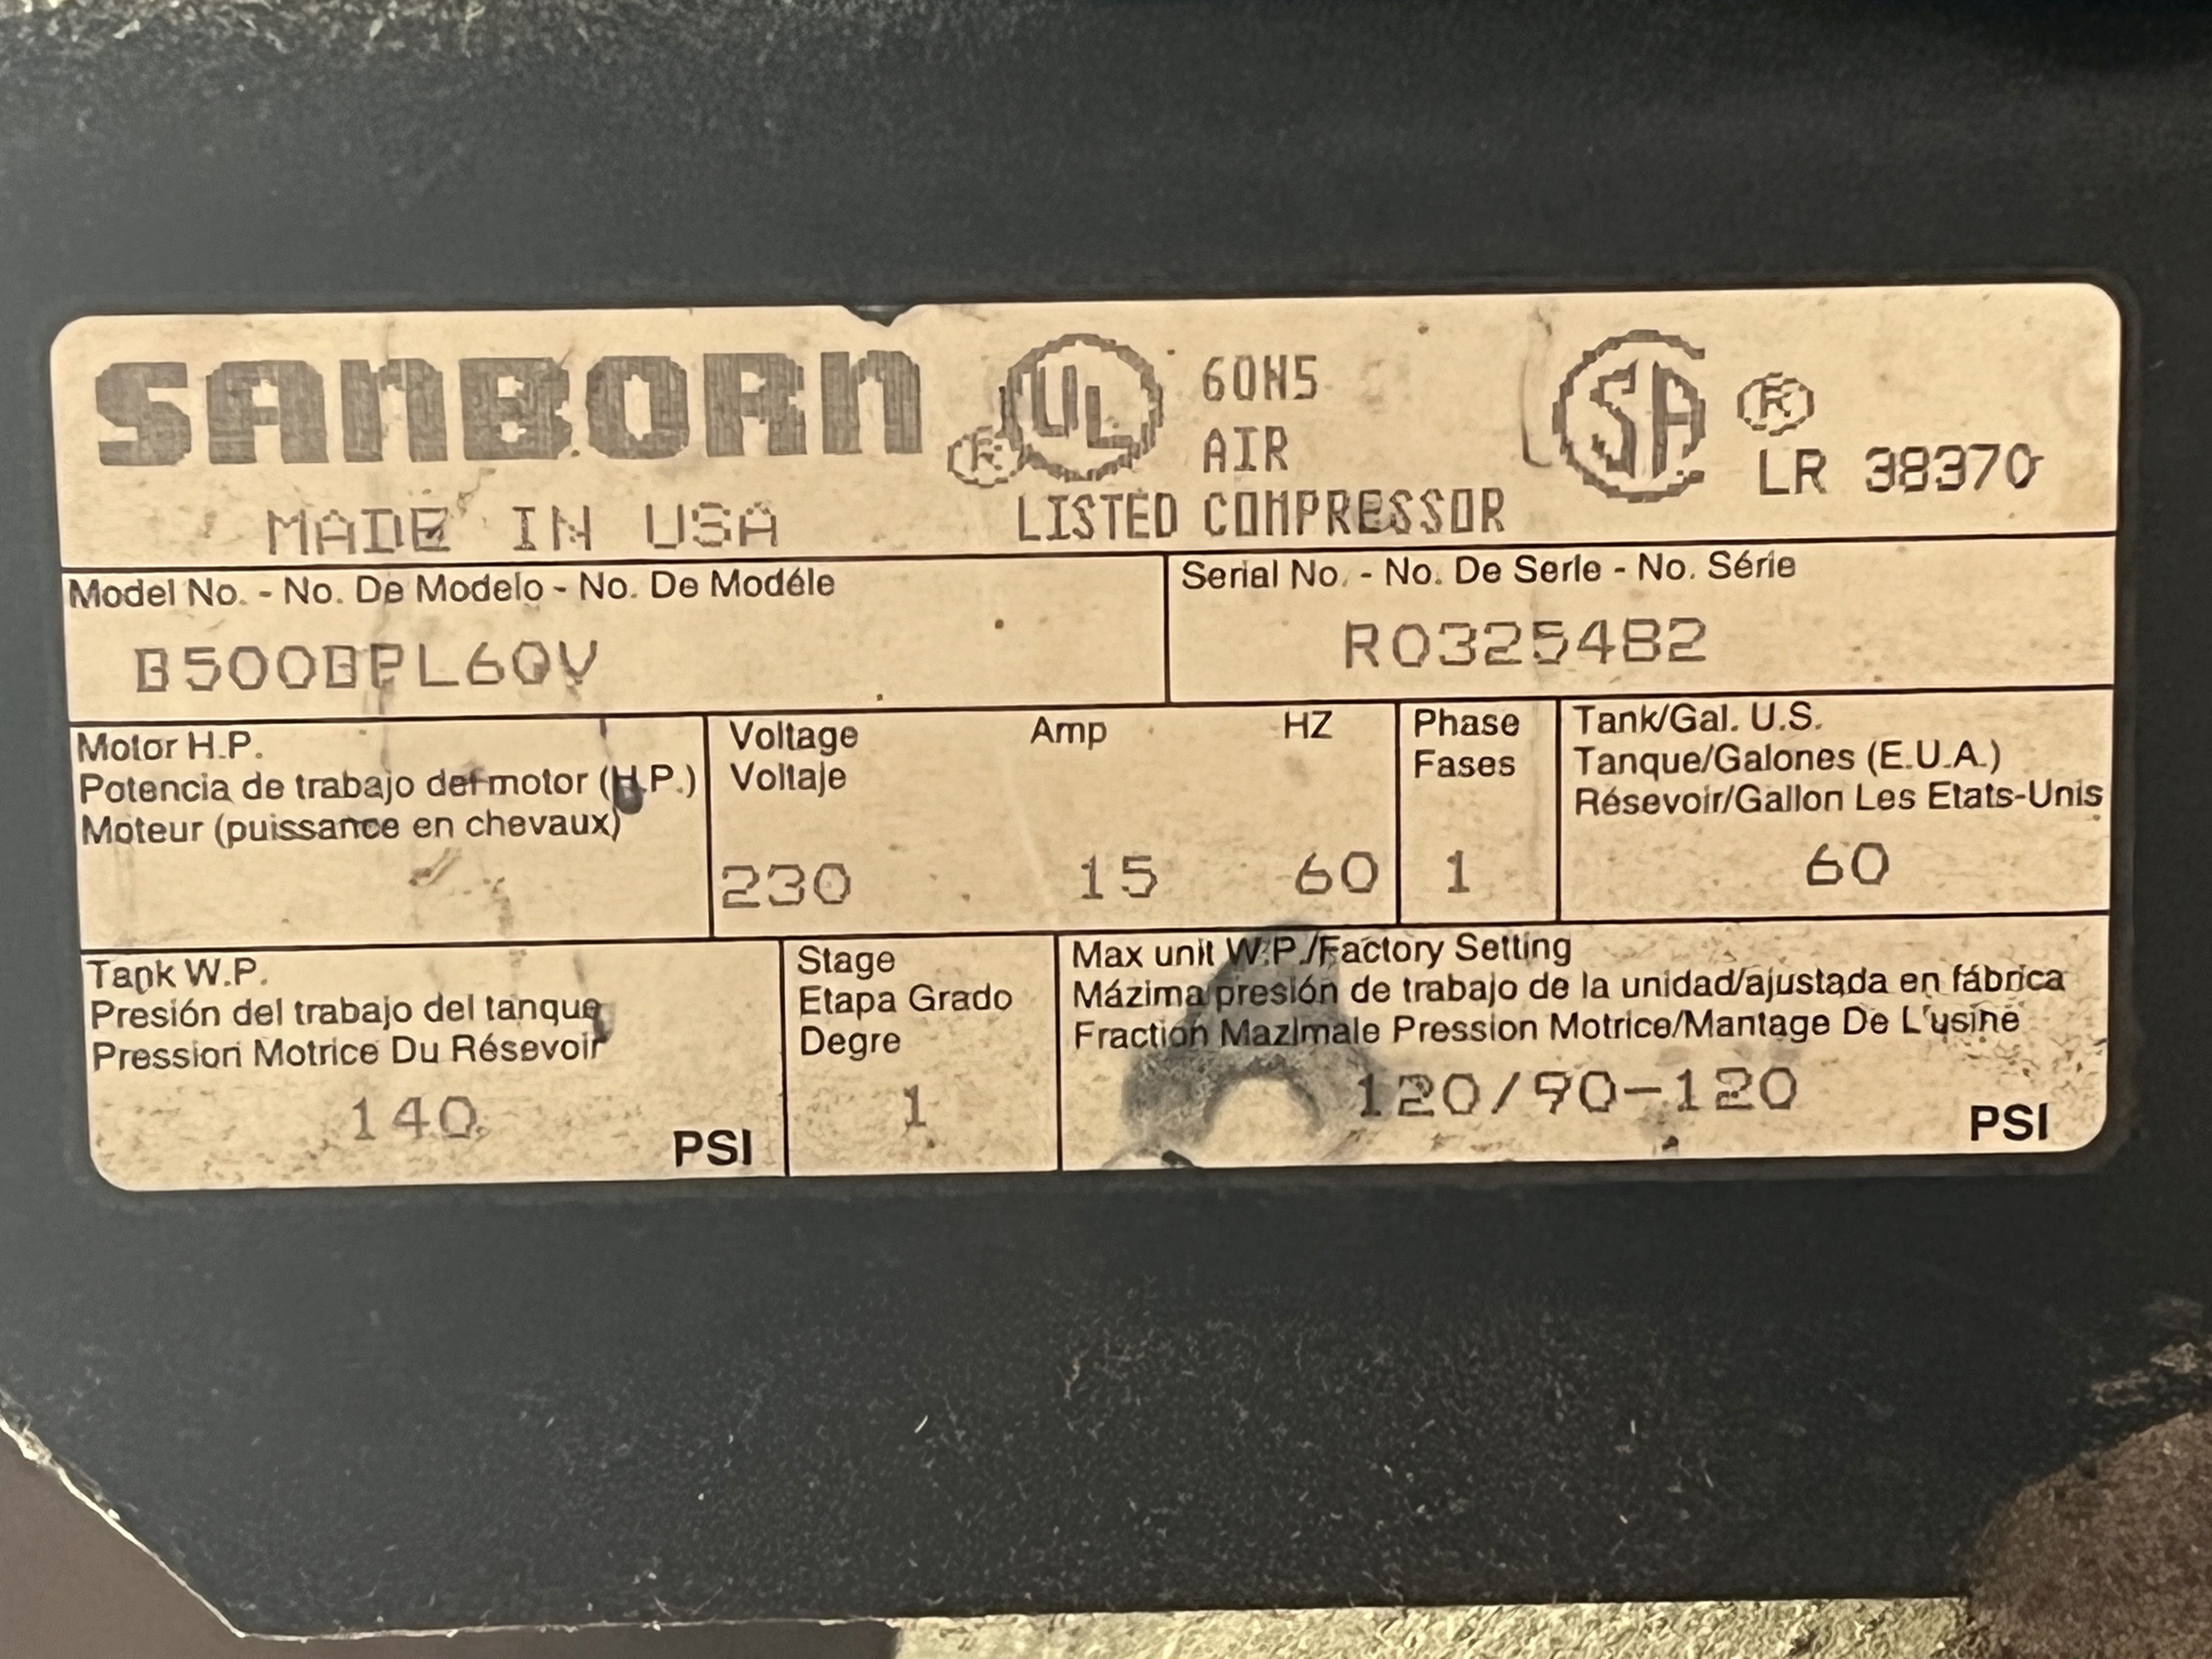 SANBORN
MADE IN USA
® UL
60N5
AIR
LISTED COMPRESSOR
SA ®
LR 38370
Model No. - No. De Modelo - No. De Modéle
B500BPL60V
Serial No. - No. De Serie - No. Série
R0325482
Motor H.P.
Potencia de trabajo del motor (H.P.)
Moteur (puissance en chevaux)
Voltage Amp HZ
Voltaje
230 15 60
Phase
Fases
1
Tank/Gal. U.S.
Tanque/Galones (E.U.A.)
Résevoir/Gallon Les Etats-Unis
60
Tank W.P.
Presión del trabajo del tanque
Pression Motrice Du Résevoir
140 PSI
Stage
Etapa Grado
Degre
1
Max unit W.P./Factory Setting
Mázima presión de trabajo de la unidad/ajustada en fábrica
Fraction Mazimale Pression Motrice/Mantage De L'usine
120/90-120
PSI